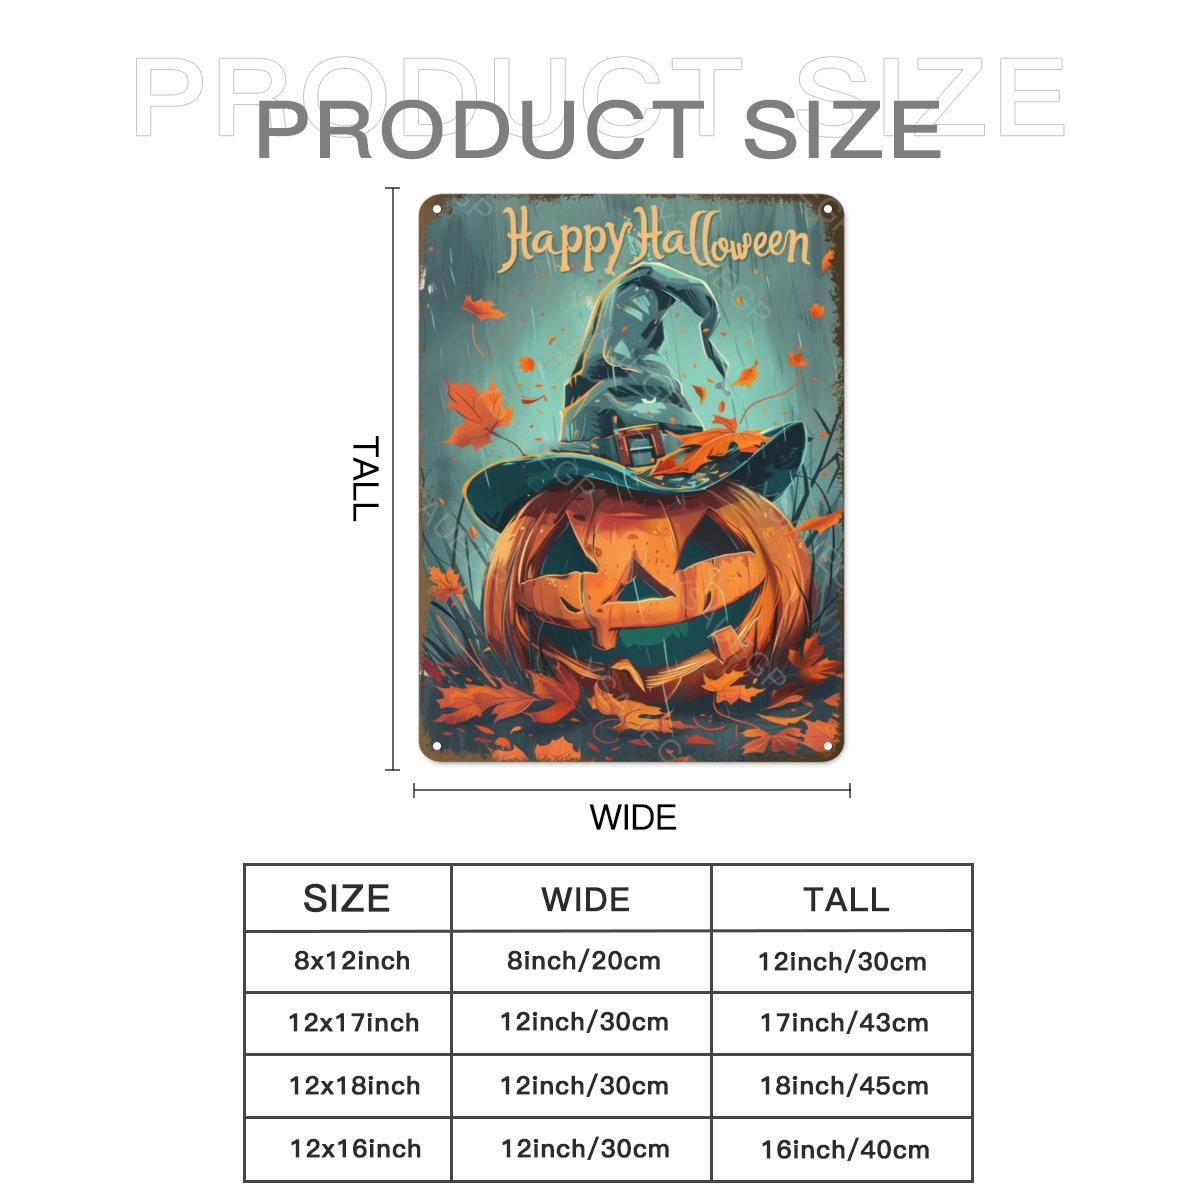 PRODUCT SIZE
PRODUCT SIZE
Happy Halloween
TALL
WIDE
SIZE WIDE TALL
8x12inch 8inch/20cm 12inch/30cm
12x17inch 12inch/30cm 17inch/43cm
12x18inch 12inch/30cm 18inch/45cm
12x16inch 12inch/30cm 16inch/40cm